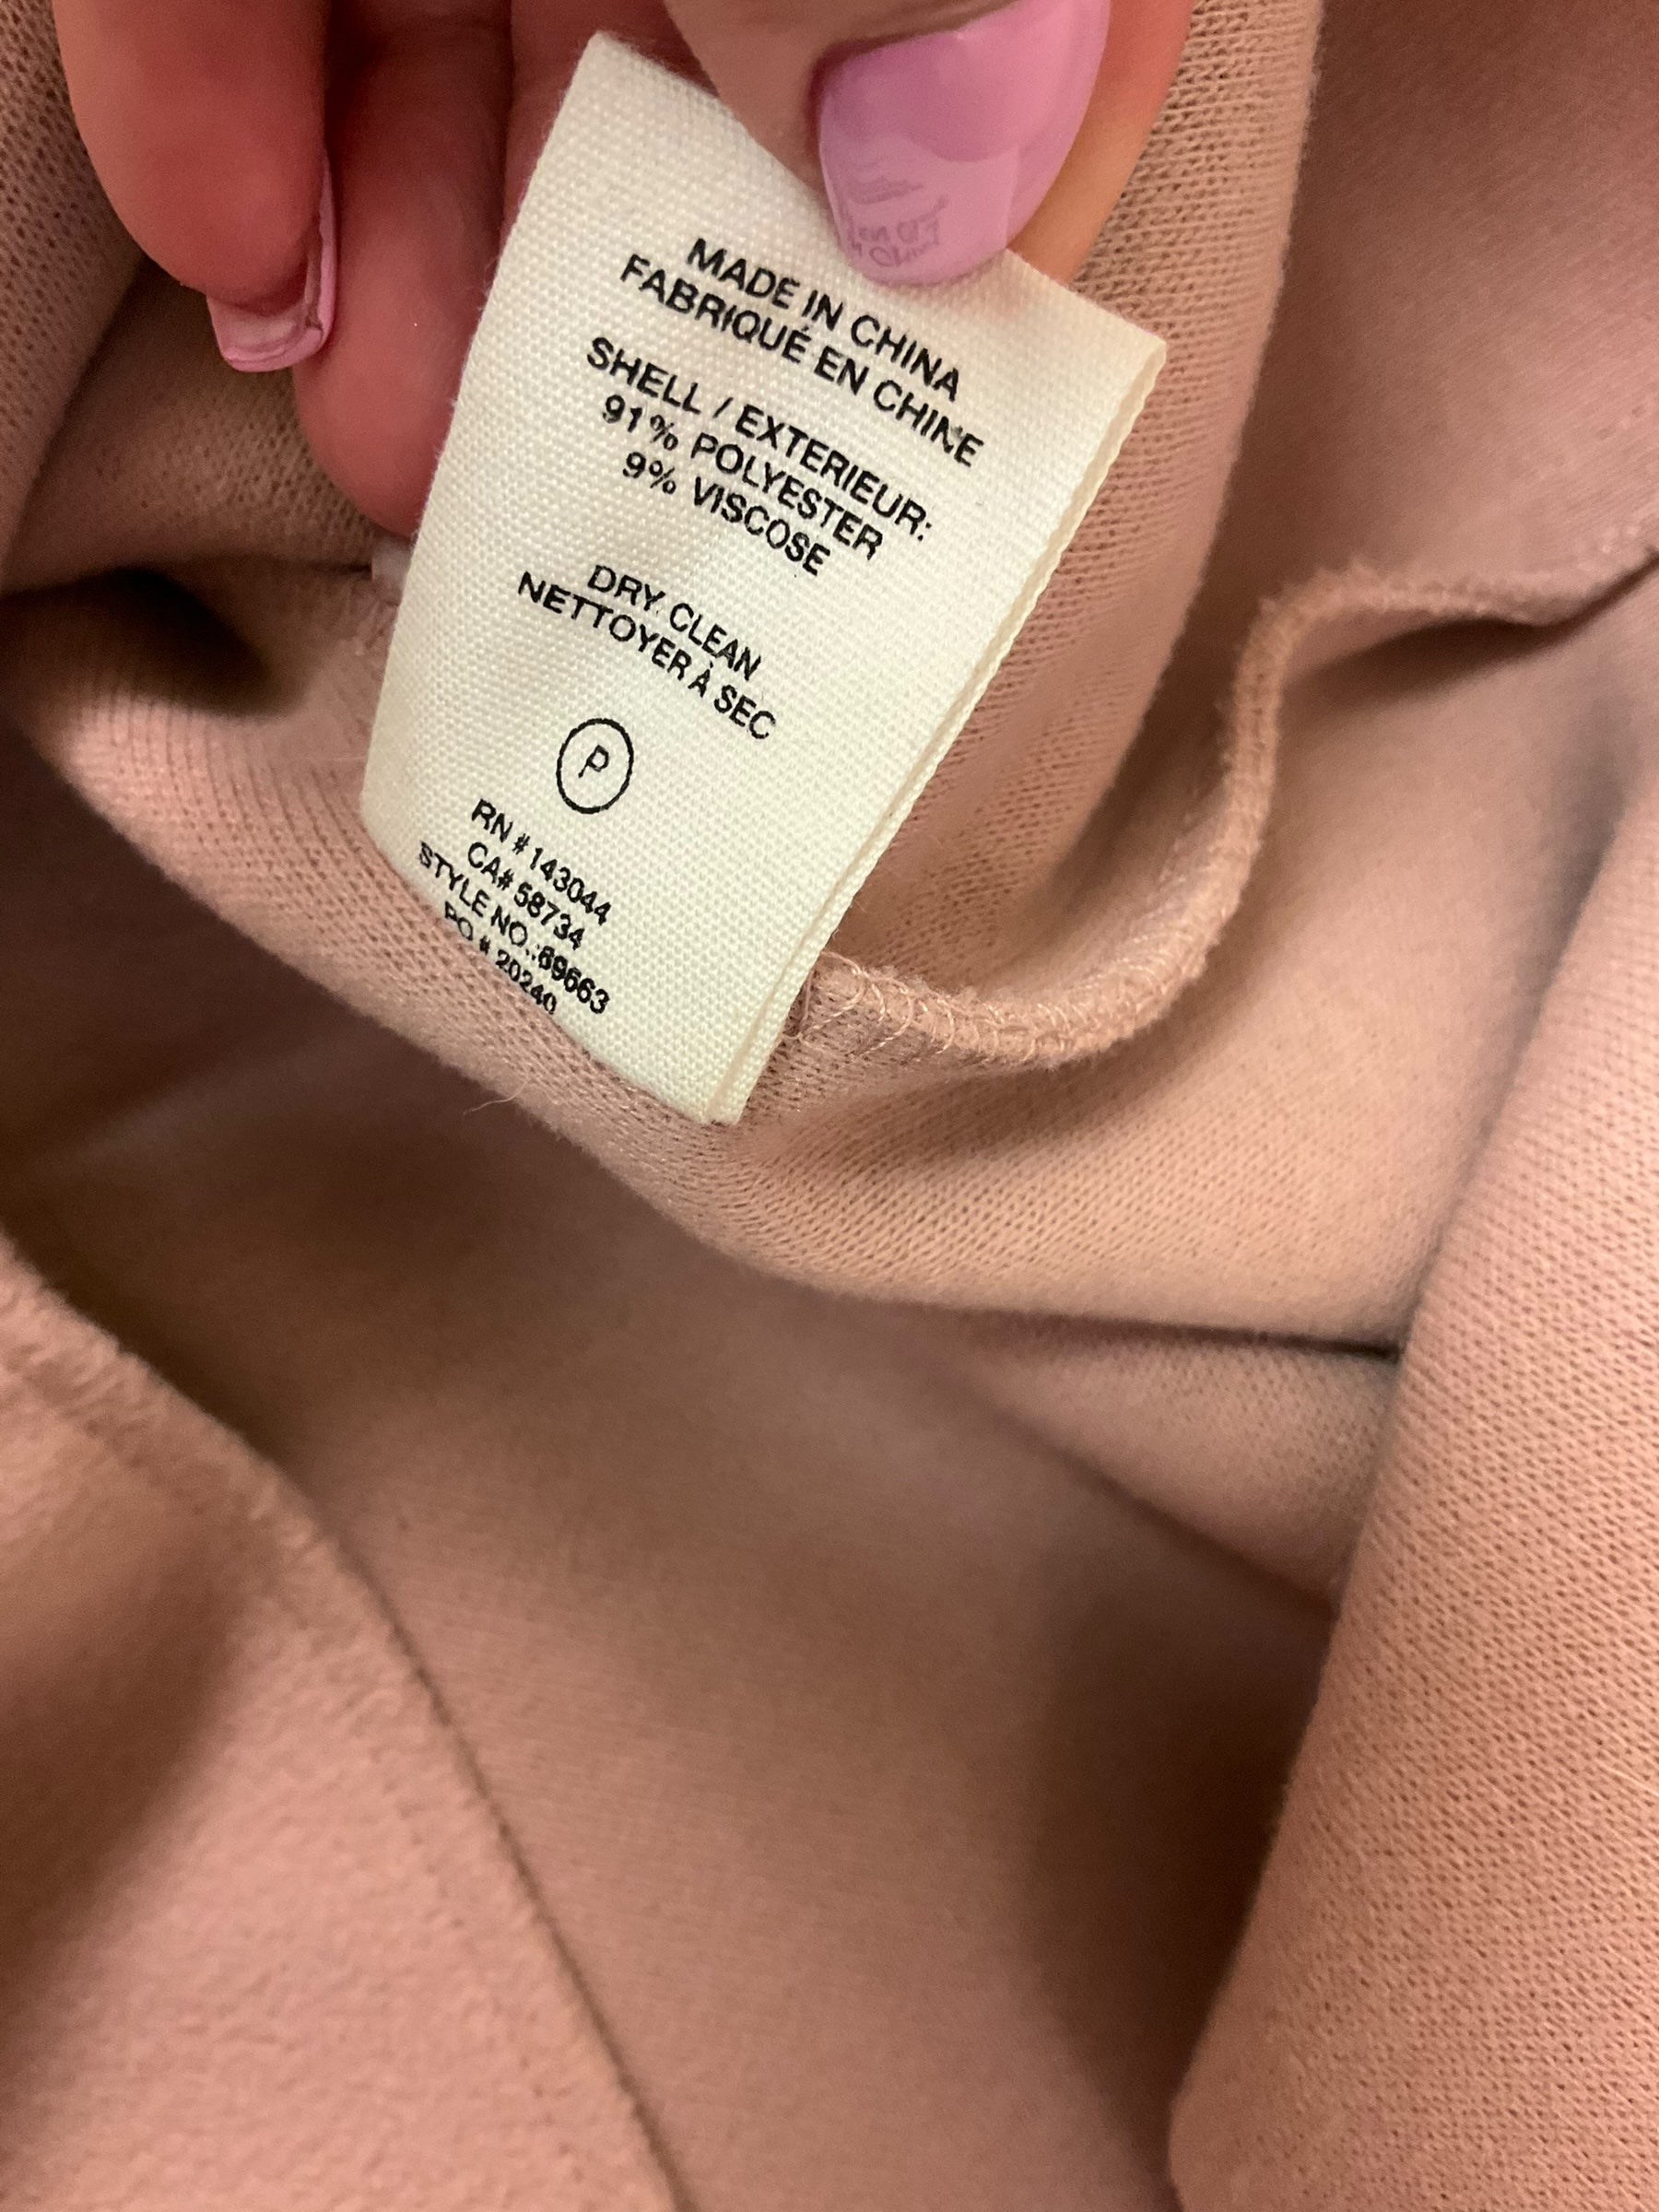 MADE IN CHINA
FABRIQUÉ EN CHINE
SHELL / EXTERIEUR:
91% POLYESTER
9% VISCOSE
DRY CLEAN
NETTOYER À SEC
P
RN #143044
CA# 58734
STYLE NO.:69663
PO # 20240